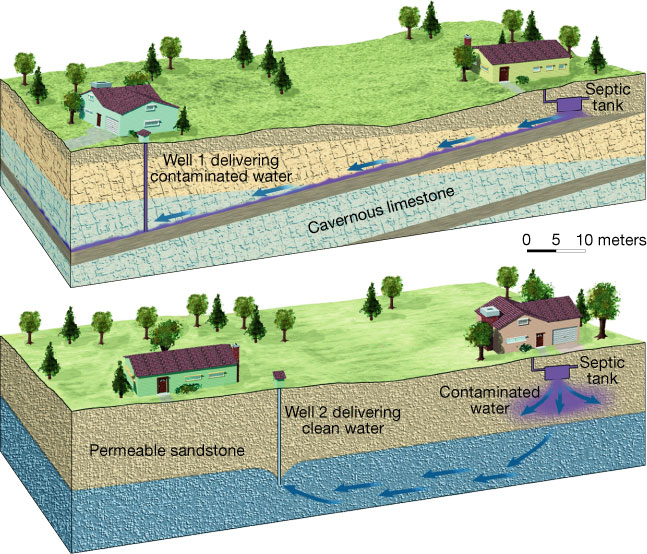 Septic
tank
Well 1 delivering
contaminated water
Cavernous limestone
0 5 10 meters
Septic
tank
Contaminated
water
Well 2 delivering
clean water
Permeable sandstone